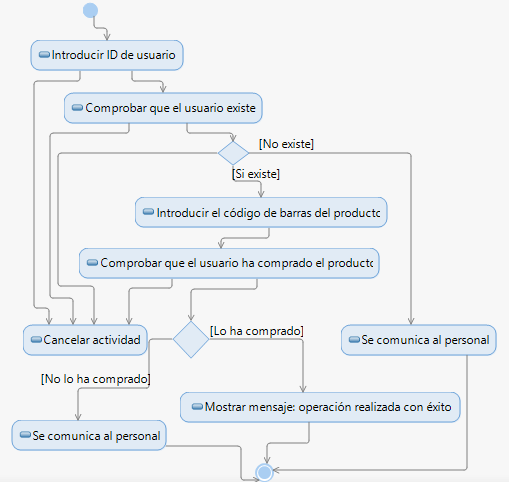 Introducir ID de usuario
Comprobar que el usuario existe
[No existe]
[Si existe]
Introducir el código de barras del producto
Comprobar que el usuario ha comprado el producto
[Lo ha comprado]
Cancelar actividad
Se comunica al personal
[No lo ha comprado]
Mostrar mensaje: operación realizada con éxito
Se comunica al personal